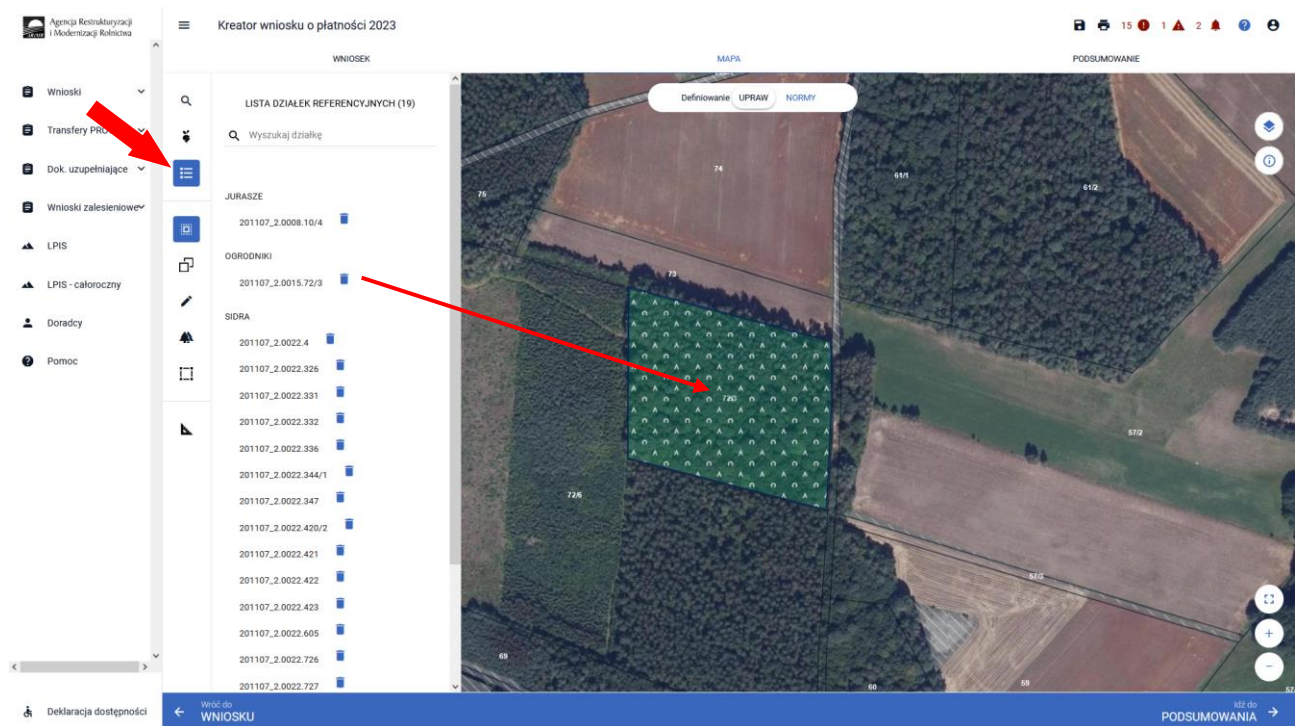 Agencja Restrukturyzacji
i Modernizacji Rolnictwa
Kreator wniosku o płatności 2023
15 1 2
WNIOSEK
MAPA
PODSUMOWANIE
Wnioski
Transfery PRO
Dok. uzupełniające
Wnioski zalesieniowe
LPIS
LPIS - całoroczny
Doradcy
Pomoc
Deklaracja dostępności
LISTA DZIAŁEK REFERENCYJNYCH (19)
Wyszukaj działkę
JURASZE
201107_2.0008.10/4
OGRODNIKI
201107_2.0015.72/3
SIDRA
201107_2.0022.4
201107_2.0022.326
201107_2.0022.331
201107_2.0022.332
201107_2.0022.336
201107_2.0022.344/1
201107_2.0022.347
201107_2.0022.420/2
201107_2.0022.421
201107_2.0022.422
201107_2.0022.423
201107_2.0022.605
201107_2.0022.726
201107_2.0022.727
Definiowanie UPRAW NORMY
74
61/1
61/2
75
73
72/3
57/2
72/6
57/3
69
60
59
57/
Wróć do
WNIOSKU
Idź do
PODSUMOWANIA